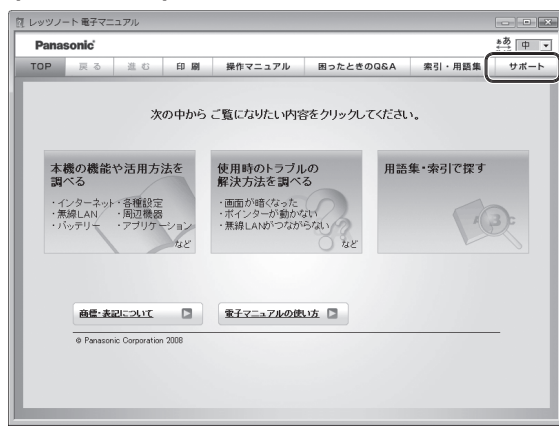 レッツノート 電子マニュアル
Panasonic
あ あ 中
TOP 戻る 進む 印 刷 操作マニュアル 困ったときのQ&A 索引・用語集 サポート
次の中から ご覧になりたい内容をクリックしてください。
本機の機能や活用方法を
調べる
・インターネット・各種設定
・無線LAN ・周辺機器
・バッテリー ・アプリケーション
など
使用時のトラブルの
解決方法を調べる
・画面が暗くなった
・ポインターが動かない
・無線LANがつながらない
など
用語集・索引で探す
商標・表記について
電子マニュアルの使い方
© Panasonic Corporation 2008